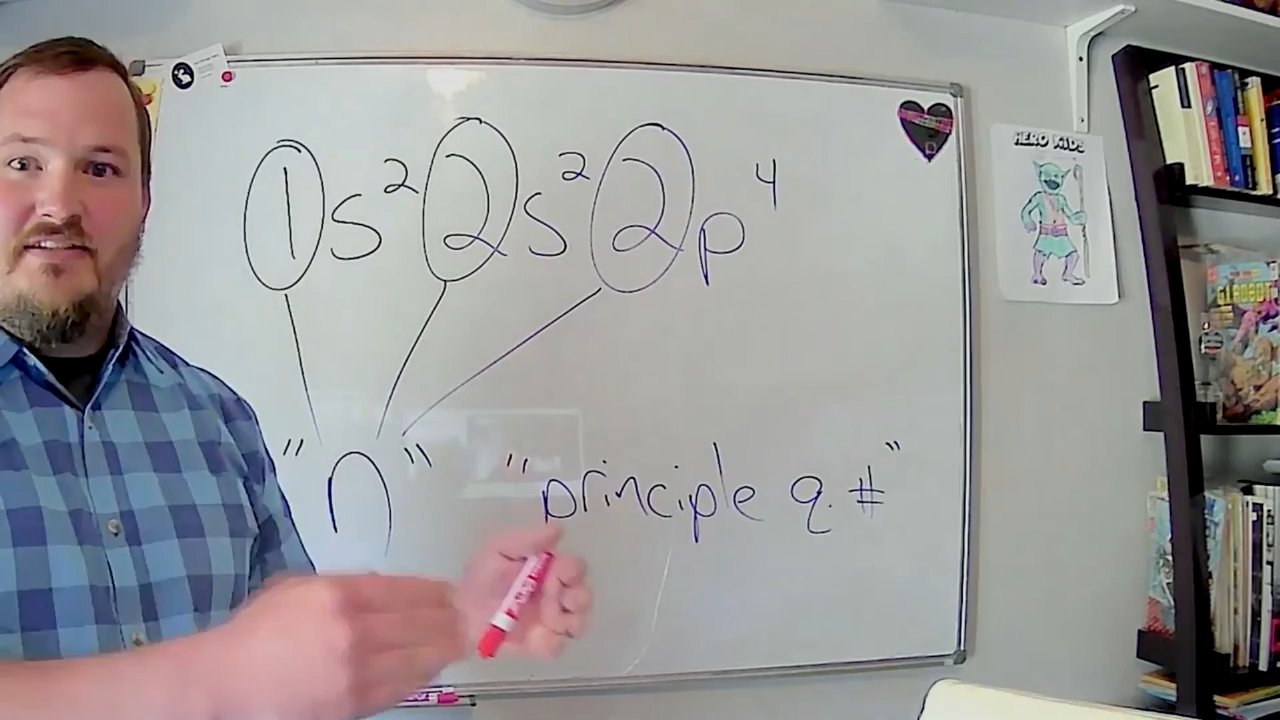 1s²2s²2p⁴
"n" "principle q. #"
HERO KIDS